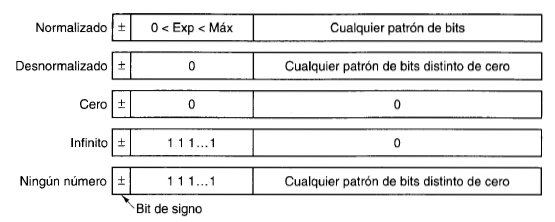 Normalizado ± 0 < Exp < Máx Cualquier patrón de bits
Desnormalizado ± 0 Cualquier patrón de bits distinto de cero
Cero ± 0 0
Infinito ± 1 1 1...1 0
Ningún número ± 1 1 1...1 Cualquier patrón de bits distinto de cero
Bit de signo